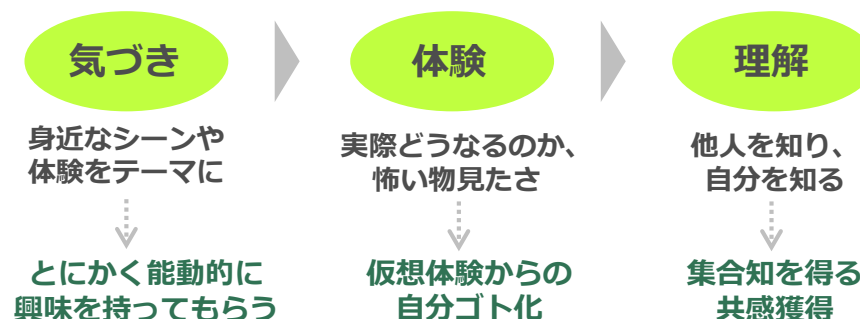 気づき
体験
理解
身近なシーンや
体験をテーマに
実際どうなるのか、
怖い物見たさ
他人を知り、
自分を知る
とにかく能動的に
興味を持ってもらう
仮想体験からの
自分ゴト化
集合知を得る
共感獲得